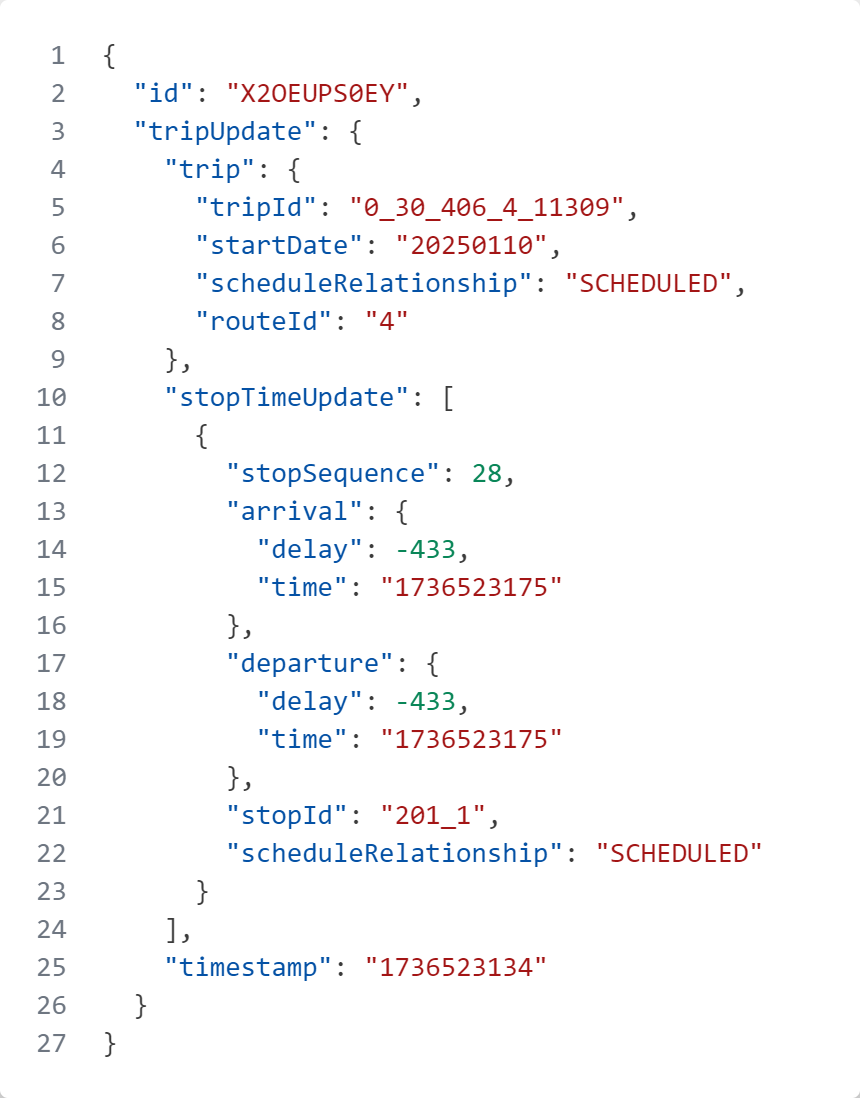 1 {
2   "id": "X2OEUPS0EY",
3   "tripUpdate": {
4     "trip": {
5       "tripId": "0_30_406_4_11309",
6       "startDate": "20250110",
7       "scheduleRelationship": "SCHEDULED",
8       "routeId": "4"
9     },
10     "stopTimeUpdate": [
11       {
12         "stopSequence": 28,
13         "arrival": {
14           "delay": -433,
15           "time": "1736523175"
16         },
17         "departure": {
18           "delay": -433,
19           "time": "1736523175"
20         },
21         "stopId": "201_1",
22         "scheduleRelationship": "SCHEDULED"
23       }
24     ],
25     "timestamp": "1736523134"
26   }
27 }